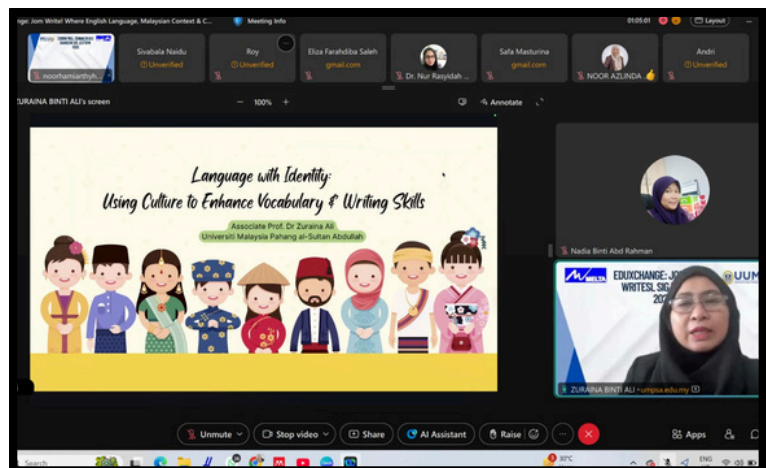 nge: Jom Write! Where English Language, Malaysian Context & C...
Meeting Info
01:05:01
Layout
noorhamiarthyh...
Sivabala Naidu
Unverified
Roy
Unverified
Eliza Farahdiba Saleh
gmail.com
Dr. Nur Rasyidah ...
Safa Masturina
gmail.com
NOOR AZLINDA
Andri
Unverified
ZURAINA BINTI ALI's screen
100%
Annotate
Language with Identity:
Using Culture to Enhance Vocabulary & Writing Skills
Associate Prof. Dr Zuraina Ali
Universiti Malaysia Pahang al-Sultan Abdullah
Nadia Binti Abd Rahman
MELTA
EDUXCHANGE: JO
WRITESL SIG
UUM
ZURAINA BINTI ALI
umpsa.edu.my
Unmute
Stop video
Share
AI Assistant
Raise
Apps
Search
30°C
ENG